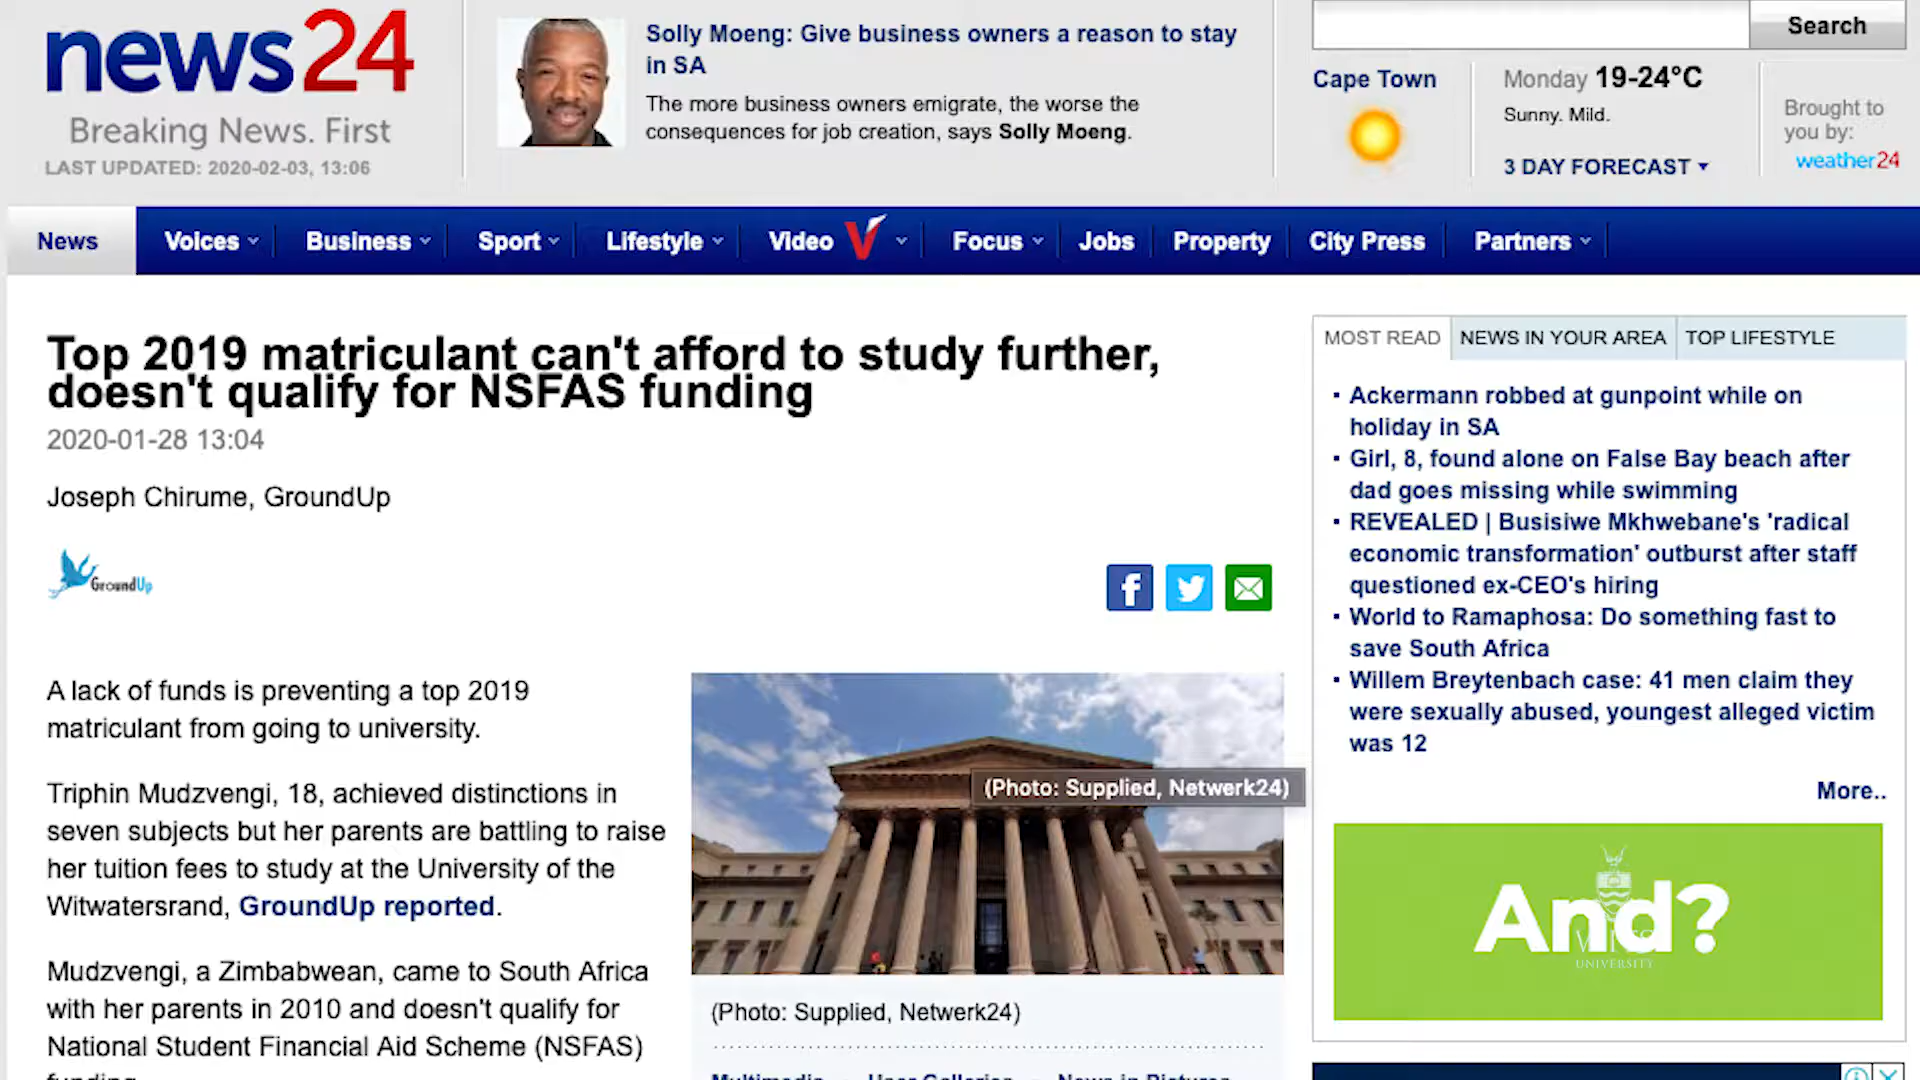 news24
Breaking News. First
LAST UPDATED: 2020-02-03, 13:06
Solly Moeng: Give business owners a reason to stay
in SA
The more business owners emigrate, the worse the
consequences for job creation, says Solly Moeng.
Search
Cape Town
Monday 19-24°C
Sunny. Mild.
3 DAY FORECAST
Brought to
you by:
weather24
News Voices Business Sport Lifestyle Video Focus Jobs Property City Press Partners
Top 2019 matriculant can't afford to study further,
doesn't qualify for NSFAS funding
2020-01-28 13:04
Joseph Chirume, GroundUp
GroundUp
A lack of funds is preventing a top 2019
matriculant from going to university.
Triphin Mudzvengi, 18, achieved distinctions in
seven subjects but her parents are battling to raise
her tuition fees to study at the University of the
Witwatersrand, GroundUp reported.
Mudzvengi, a Zimbabwean, came to South Africa
with her parents in 2010 and doesn't qualify for
National Student Financial Aid Scheme (NSFAS)
funding.
(Photo: Supplied, Netwerk24)
(Photo: Supplied, Netwerk24)
Multimedia User Galleries News in Pictures
MOST READ NEWS IN YOUR AREA TOP LIFESTYLE
Ackermann robbed at gunpoint while on
holiday in SA
Girl, 8, found alone on False Bay beach after
dad goes missing while swimming
REVEALED | Busisiwe Mkhwebane's 'radical
economic transformation' outburst after staff
questioned ex-CEO's hiring
World to Ramaphosa: Do something fast to
save South Africa
Willem Breytenbach case: 41 men claim they
were sexually abused, youngest alleged victim
was 12
More..
And?
WITS
UNIVERSITY